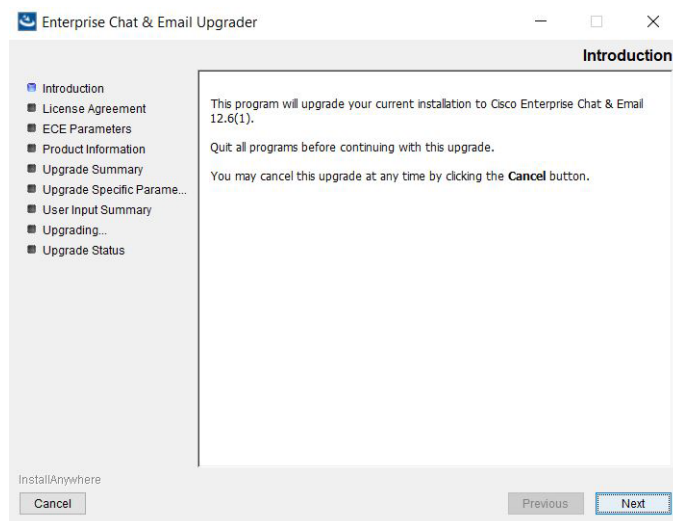 Enterprise Chat & Email Upgrader
Introduction
Introduction
License Agreement
ECE Parameters
Product Information
Upgrade Summary
Upgrade Specific Parame...
User Input Summary
Upgrading...
Upgrade Status
This program will upgrade your current installation to Cisco Enterprise Chat & Email
12.6(1).
Quit all programs before continuing with this upgrade.
You may cancel this upgrade at any time by clicking the Cancel button.
InstallAnywhere
Cancel
Previous
Next